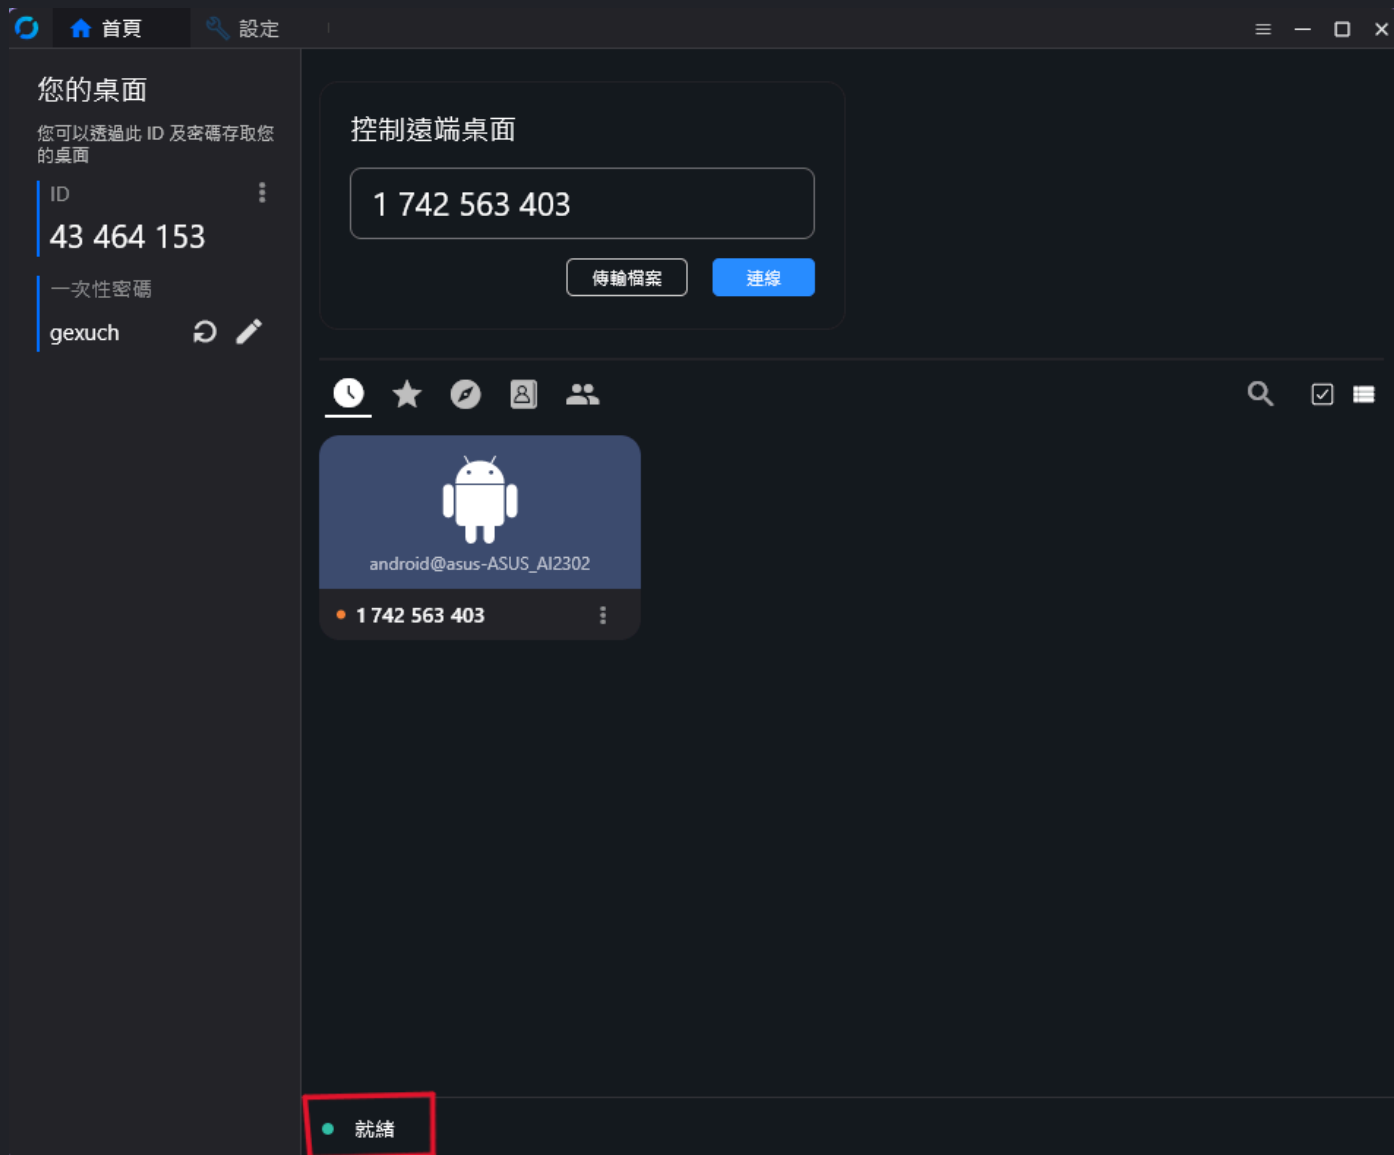 首頁
設定
您的桌面
您可以透過此 ID 及密碼存取您
的桌面
ID
43 464 153
一次性密碼
gexuch
控制遠端桌面
1 742 563 403
傳輸檔案
連線
android@asus-ASUS_AI2302
1 742 563 403
就緒